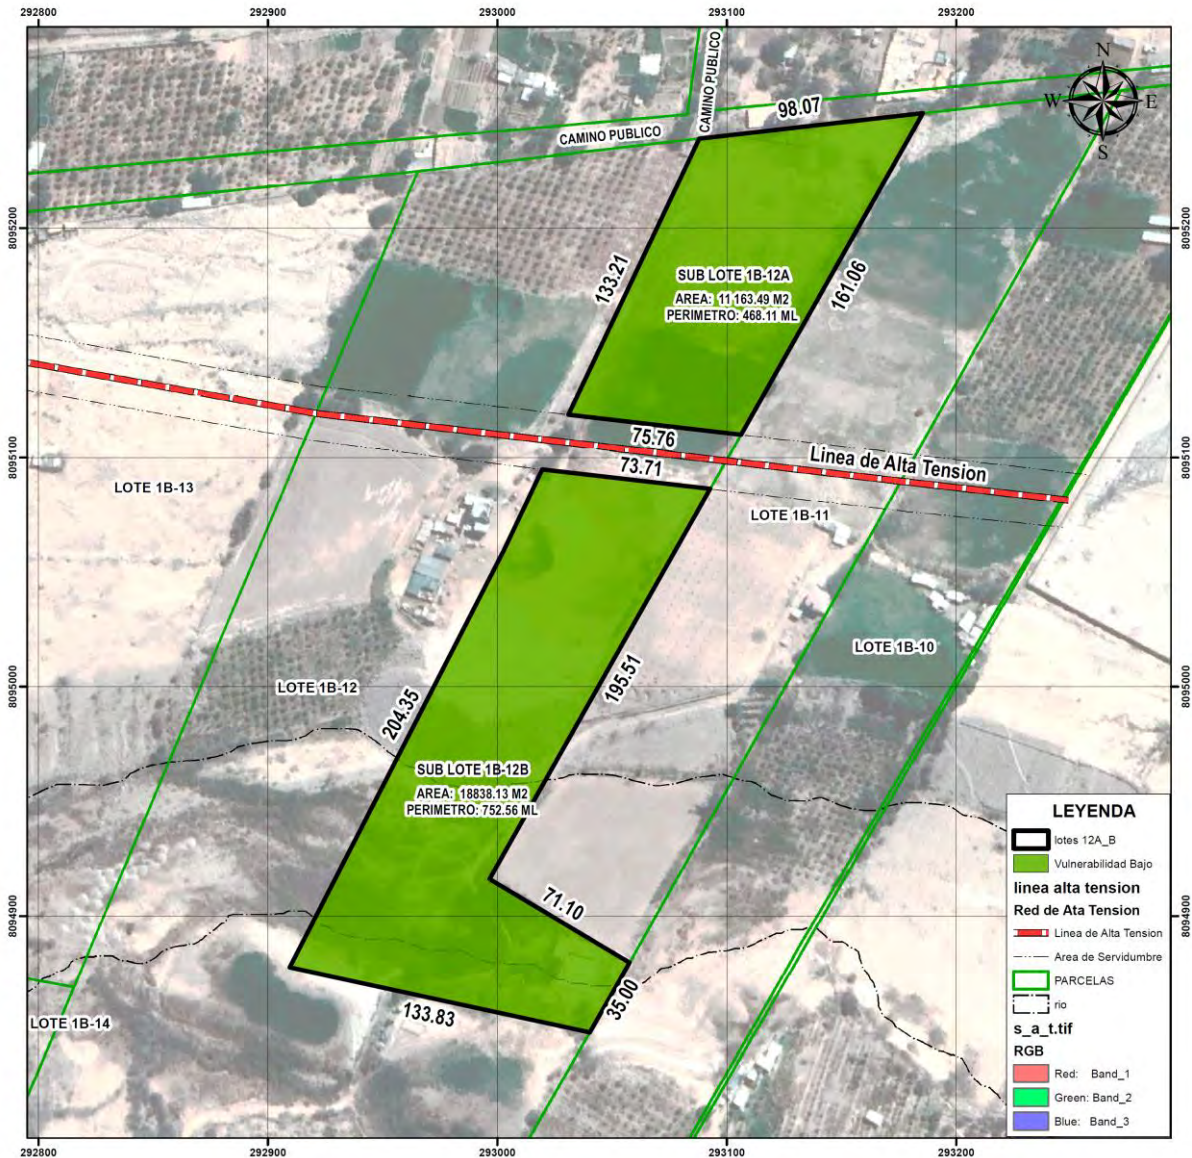 292800
292900
293000
293100
293200
N
W
E
S
CAMINO PUBLICO
98.07
CAMINO PUBLICO
8095200
8095200
133.21
SUB LOTE 1B-12A
AREA: 11 163.49 M2
PERIMETRO: 468.11 ML
161.06
75.76
73.71
Linea de Alta Tension
8095100
8095100
LOTE 1B-13
LOTE 1B-11
LOTE 1B-10
LOTE 1B-12
8095000
8095000
204.35
195.51
SUB LOTE 1B-12B
AREA: 18838.13 M2
PERIMETRO: 752.56 ML
71.10
8094900
8094900
35.00
133.83
LOTE 1B-14
LEYENDA
lotes 12A_B
Vulnerabilidad Bajo
linea alta tension
Red de Ata Tension
Linea de Alta Tension
Area de Servidumbre
PARCELAS
rio
s_a_t.tif
RGB
Red: Band_1
Green: Band_2
Blue: Band_3
292800
292900
293000
293100
293200